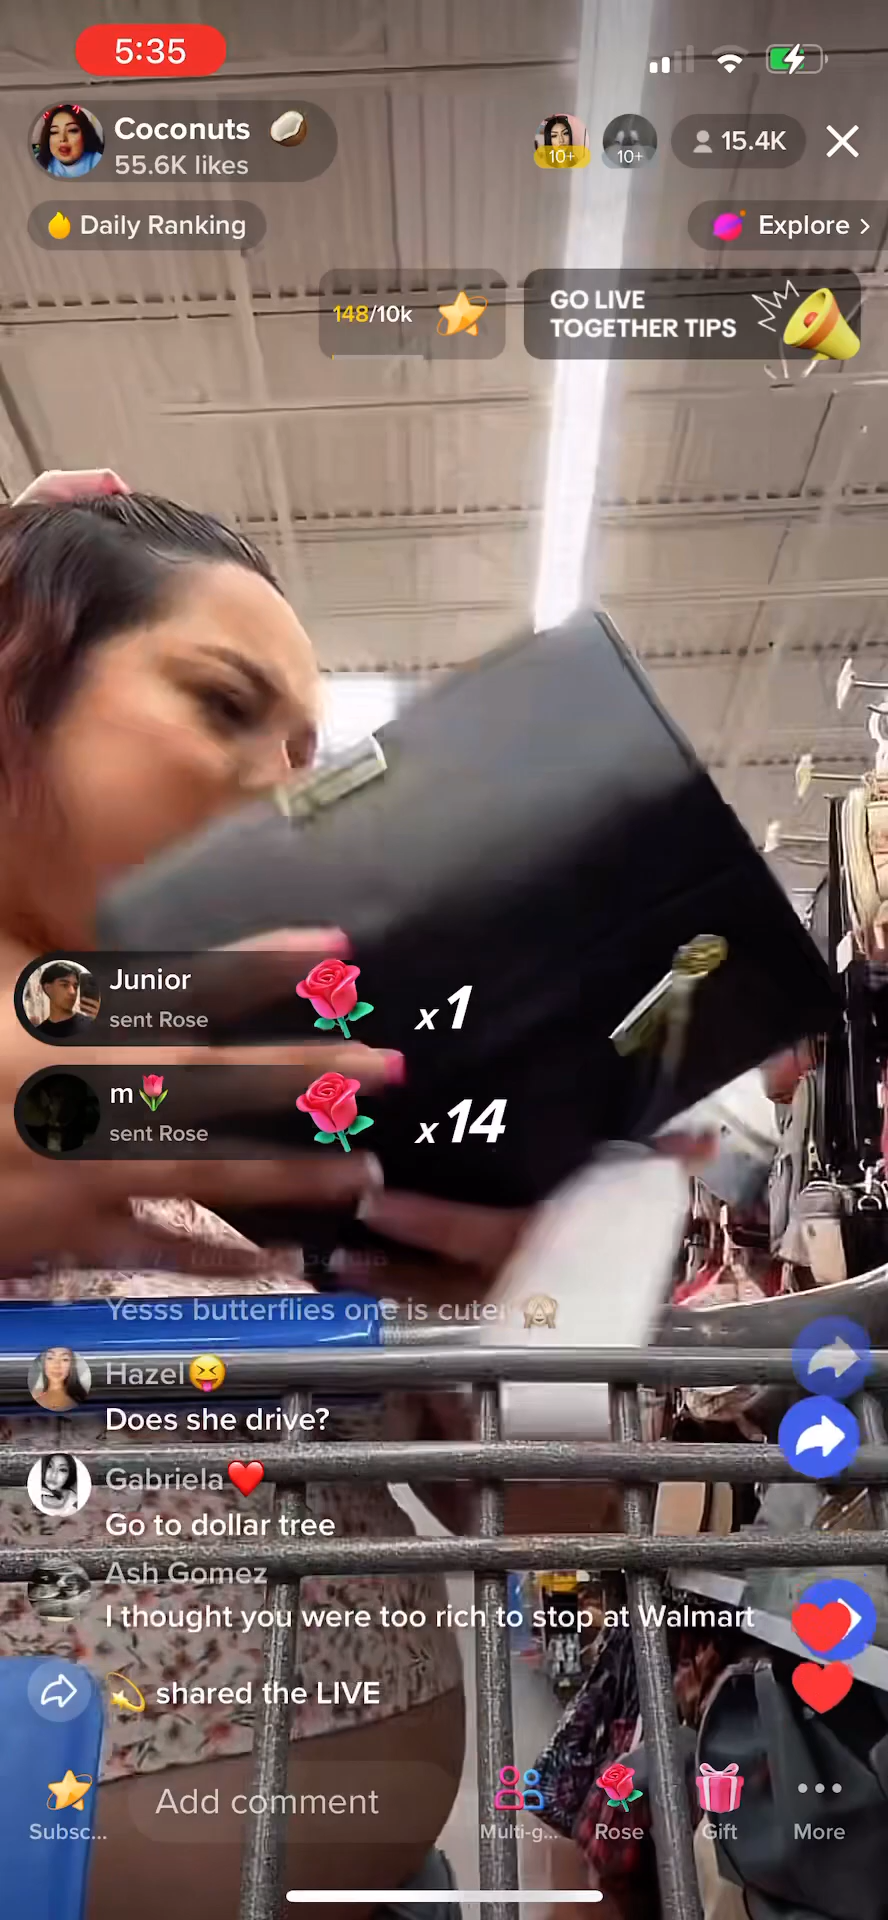 5:35
Coconuts 🥥
55.6K likes
10+
10+
15.4K
Daily Ranking
Explore >
148/10k
GO LIVE
TOGETHER TIPS
Junior
sent Rose
x1
m🌷
sent Rose
x14
Yesss butterflies one is cute 🙈
Hazel😝
Does she drive?
Gabriela❤️
Go to dollar tree
Ash Gomez
I thought you were too rich to stop at Walmart
💫 shared the LIVE
Subsc...
Add comment
Multi-g...
Rose
Gift
More